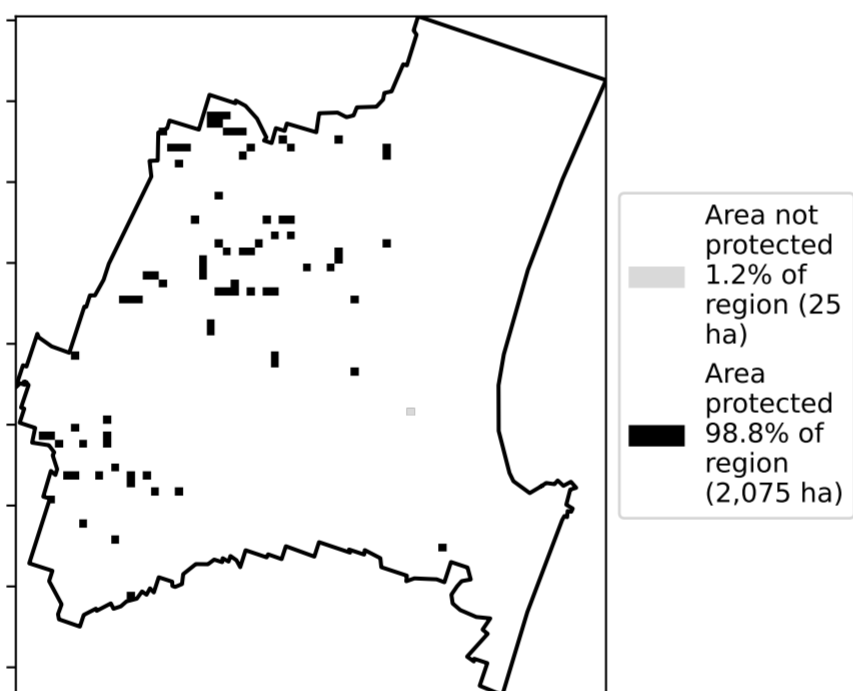 Area not
protected
1.2% of
region (25
ha)
Area
protected
98.8% of
region
(2,075 ha)